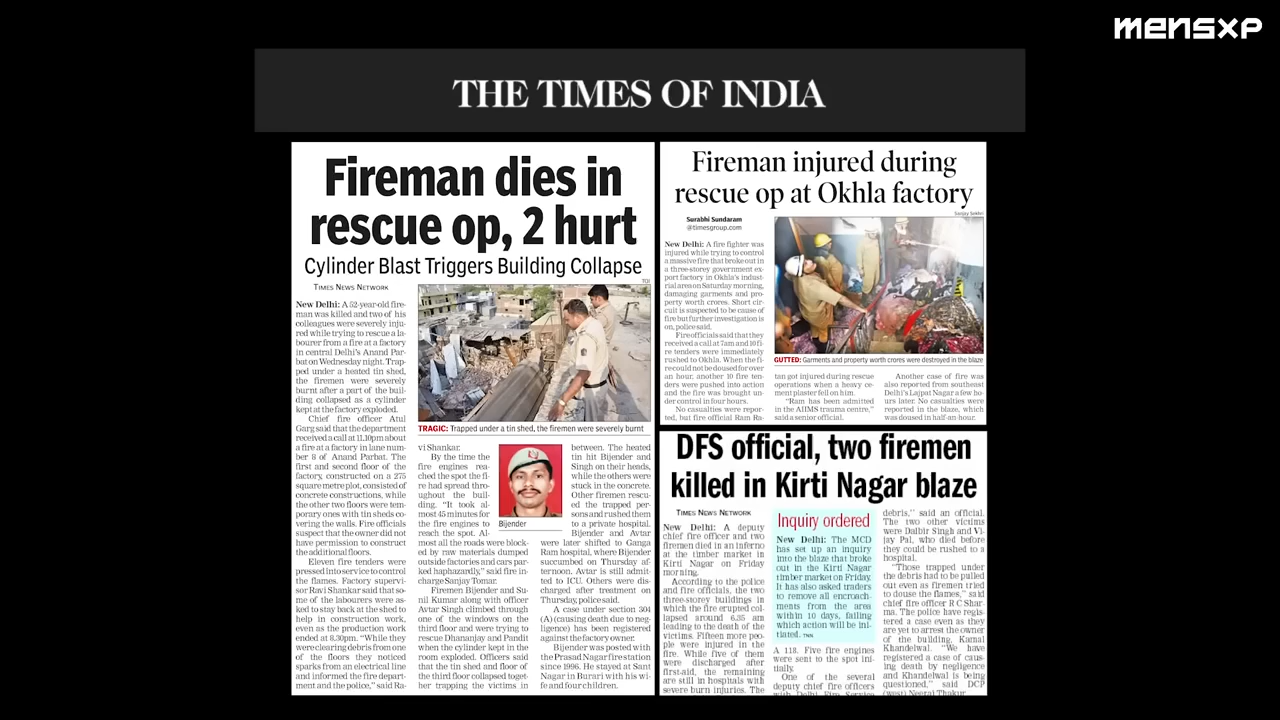 mensxp
THE TIMES OF INDIA
Fireman dies in
rescue op, 2 hurt
Cylinder Blast Triggers Building Collapse
TOI
TIMES NEWS NETWORK
New Delhi: A 52-year-old fire-
man was killed and two of his
colleagues were severely inju-
red while trying to rescue a la-
bourer from a fire at a factory
in central Delhi's Anand Par-
bat on Wednesday night. Trap-
ped under a heated tin shed,
the firemen were severely
burnt after a part of the buil-
ding collapsed as a cylinder
kept at the factory exploded.
Chief fire officer Atul
Garg said that the department
received a call at 11.10pm about
a fire at a factory in lane num-
ber 8 of Anand Parbat. The
first and second floor of the
factory, constructed on a 275
square metre plot, consisted of
concrete constructions, while
the other two floors were tem-
porary ones with tin sheds co-
vering the walls. Fire officials
suspect that the owner did not
have permission to construct
the additional floors.
Eleven fire tenders were
pressed into service to control
the flames. Factory supervi-
sor Ravi Shankar said that so-
me of the labourers were as-
ked to stay back at the shed to
help in construction work,
even as the production work
ended at 8.30pm. "While they
were clearing debris from one
of the floors they noticed
sparks from an electrical line
and informed the fire depart-
ment and the police," said Ra-
TRAGIC: Trapped under a tin shed, the firemen were severely burnt
vi Shankar.
By the time the
fire engines rea-
ched the spot the fi-
re had spread thro-
ughout the buil-
ding. "It took al-
most 45 minutes for
the fire engines to
reach the spot. Al-
most all the roads were block-
ed by raw materials dumped
outside factories and cars par-
ked haphazardly," said fire in-
charge Sanjay Tomar.
Firemen Bijender and Su-
nil Kumar along with officer
Avtar Singh climbed through
one of the windows on the
third floor and were trying to
rescue Dhananjay and Pandit
when the cylinder kept in the
room exploded. Officers said
that the tin shed and floor of
the third floor collapsed toget-
her trapping the victims in
Bijender
between. The heated
tin hit Bijender and
Singh on their heads,
while the others were
stuck in the concrete.
Other firemen rescu-
ed the trapped per-
sons and rushed them
to a private hospital.
Bijender and Avtar
were later shifted to Ganga
Ram hospital, where Bijender
succumbed on Thursday af-
ternoon. Avtar is still admit-
ted to ICU. Others were dis-
charged after treatment on
Thursday, police said.
A case under section 304
(A) (causing death due to neg-
ligence) has been registered
against the factory owner.
Bijender was posted with
the Prasad Nagar fire station
since 1996. He stayed at Sant
Nagar in Burari with his wi-
fe and four children.
Fireman injured during
rescue op at Okhla factory
Sanjay Sekhri
Surabhi Sundaram
@timesgroup.com
New Delhi: A fire fighter was
injured while trying to control
a massive fire that broke out in
a three-storey government ex-
port factory in Okhla's indust-
rial area on Saturday morning,
damaging garments and pro-
perty worth crores. Short cir-
cuit is suspected to be cause of
fire but further investigation is
on, police said.
Fire officials said that they
received a call at 7am and 10 fi-
re tenders were immediately
rushed to Okhla. When the fi-
re could not be doused for over
an hour, another 10 fire ten-
ders were pushed into action
and the fire was brought un-
der control in four hours.
No casualties were repor-
ted, but fire official Ram Ra-
GUTTED: Garments and property worth crores were destroyed in the blaze
tan got injured during rescue
operations when a heavy ce-
ment plaster fell on him.
"Ram has been admitted
in the AIIMS trauma centre,"
said a senior official.
Another case of fire was
also reported from southeast
Delhi's Lajpat Nagar a few ho-
urs later. No casualties were
reported in the blaze, which
was doused in half-an-hour.
DFS official, two firemen
killed in Kirti Nagar blaze
TIMES NEWS NETWORK
New Delhi: A deputy
chief fire officer and two
firemen died in an inferno
at the timber market in
Kirti Nagar on Friday
morning.
According to the police
and fire officials, the two
three-storey buildings in
which the fire erupted col-
lapsed around 6.35 am
leading to the death of the
victims. Fifteen more peo-
ple were injured in the
fire. While five of them
were discharged after
first-aid, the remaining
are still in hospitals with
severe burn injuries. The
Inquiry ordered
New Delhi: The MCD
has set up an inquiry
into the blaze that broke
out in the Kirti Nagar
timber market on Friday.
It has also asked traders
to remove all encroach-
ments from the area
within 10 days, failing
which action will be ini-
tiated. TNN
A 118. Five fire engines
were sent to the spot ini-
tially.
One of the several
deputy chief fire officers
with Delhi Fire Service
debris," said an official.
The two other victims
were Dalbir Singh and Vi-
jay Pal, who died before
they could be rushed to a
hospital.
"Those trapped under
the debris had to be pulled
out even as firemen tried
to douse the flames," said
chief fire officer R C Shar-
ma. The police have regis-
tered a case even as they
are yet to arrest the owner
of the building, Kamal
Khandelwal. "We have
registered a case of caus-
ing death by negligence
and Khandelwal is being
questioned," said DCP
(west) Neeraj Thakur.